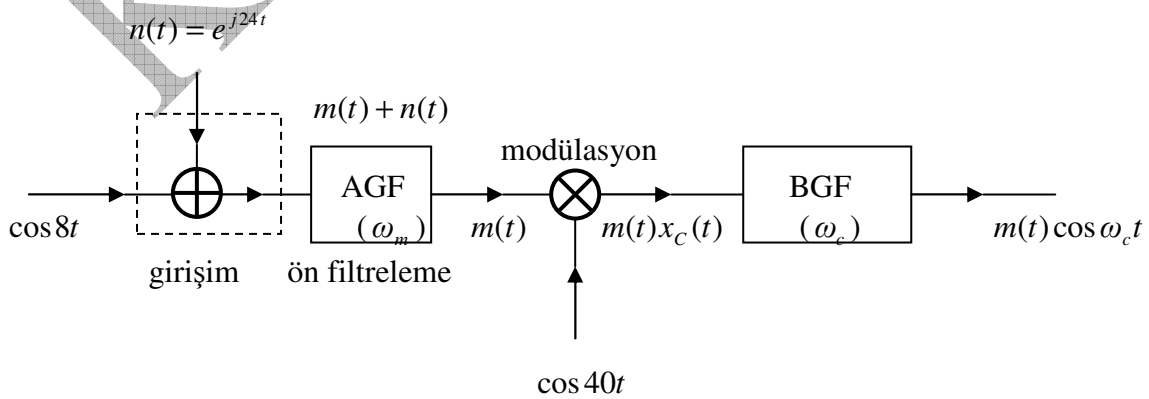 n(t) = e^{j24t}
m(t) + n(t)
modülasyon
AGF
BGF
cos 8t
(ω_m)
m(t)
m(t) x_C(t)
(ω_c)
m(t) cos ω_c t
girişim
ön filtreleme
cos 40t